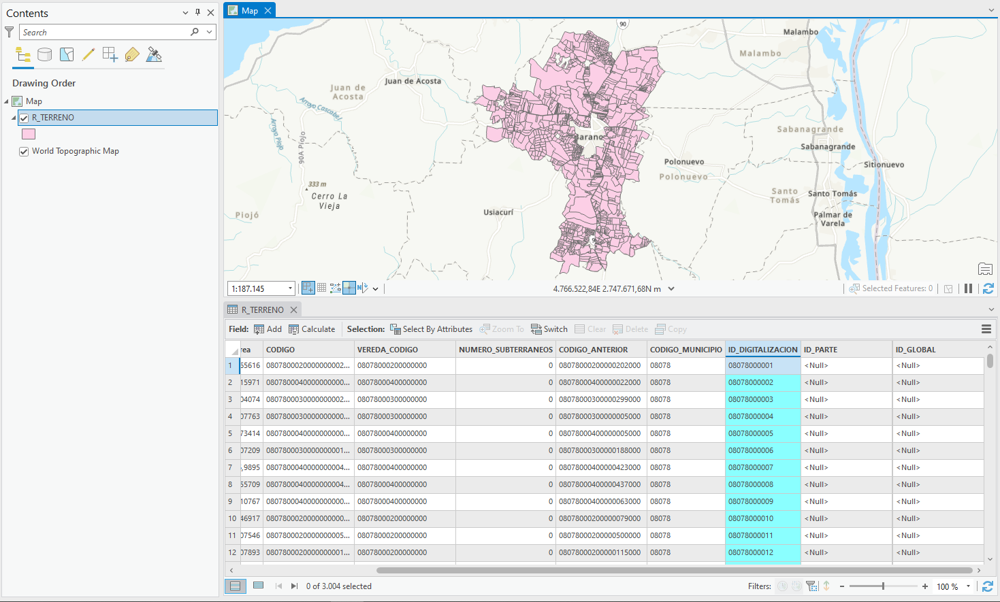 Contents
Search
Drawing Order
Map
R_TERRENO
World Topographic Map
Map
90
Malambo
Malambo
Juan de Acosta
Juan de
Acosta
Arroyo Cascabel
Arroyo Piojo
90A Piojo
Sabanagrande
Sabanagrande
Barano
Polonuevo
Polonuevo
Sitionuevo
333 m
Cerro La
Vieja
Santo
Tomás
Santo Tomás
Usiacurí
Piojó
Palmar de
Varela
9
1:187.145
N
4.766.522,84E 2.747.671,68N m
Selected Features: 0
R_TERRENO
Field: Add Calculate Selection: Select By Attributes Zoom To Switch Clear Delete Copy
rea CODIGO VEREDA_CODIGO NUMERO_SUBTERRANEOS CODIGO_ANTERIOR CODIGO_MUNICIPIO ID_DIGITALIZACION ID_PARTE ID_GLOBAL
1 55616 0807800020000000002... 08078000200000000 0 08078000200000202000 08078 08078000001 <Null> <Null>
2 15971 0807800040000000000... 08078000400000000 0 08078000400000022000 08078 08078000002 <Null> <Null>
3 04074 0807800030000000002... 08078000300000000 0 08078000300000299000 08078 08078000003 <Null> <Null>
4 07763 0807800030000000000... 08078000300000000 0 08078000300000005000 08078 08078000004 <Null> <Null>
5 73414 0807800040000000000... 08078000400000000 0 08078000400000005000 08078 08078000005 <Null> <Null>
6 07209 0807800030000000001... 08078000300000000 0 08078000300000188000 08078 08078000006 <Null> <Null>
7 ,9895 0807800040000000004... 08078000400000000 0 08078000400000423000 08078 08078000007 <Null> <Null>
8 55709 0807800040000000004... 08078000400000000 0 08078000400000437000 08078 08078000008 <Null> <Null>
9 10767 0807800040000000000... 08078000400000000 0 08078000400000063000 08078 08078000009 <Null> <Null>
10 46917 0807800020000000000... 08078000200000000 0 08078000200000079000 08078 08078000010 <Null> <Null>
11 07546 0807800020000000005... 08078000200000000 0 08078000200000500000 08078 08078000011 <Null> <Null>
12 07893 0807800020000000001... 08078000200000000 0 08078000200000115000 08078 08078000012 <Null> <Null>
0 of 3.004 selected
Filters:
100 %